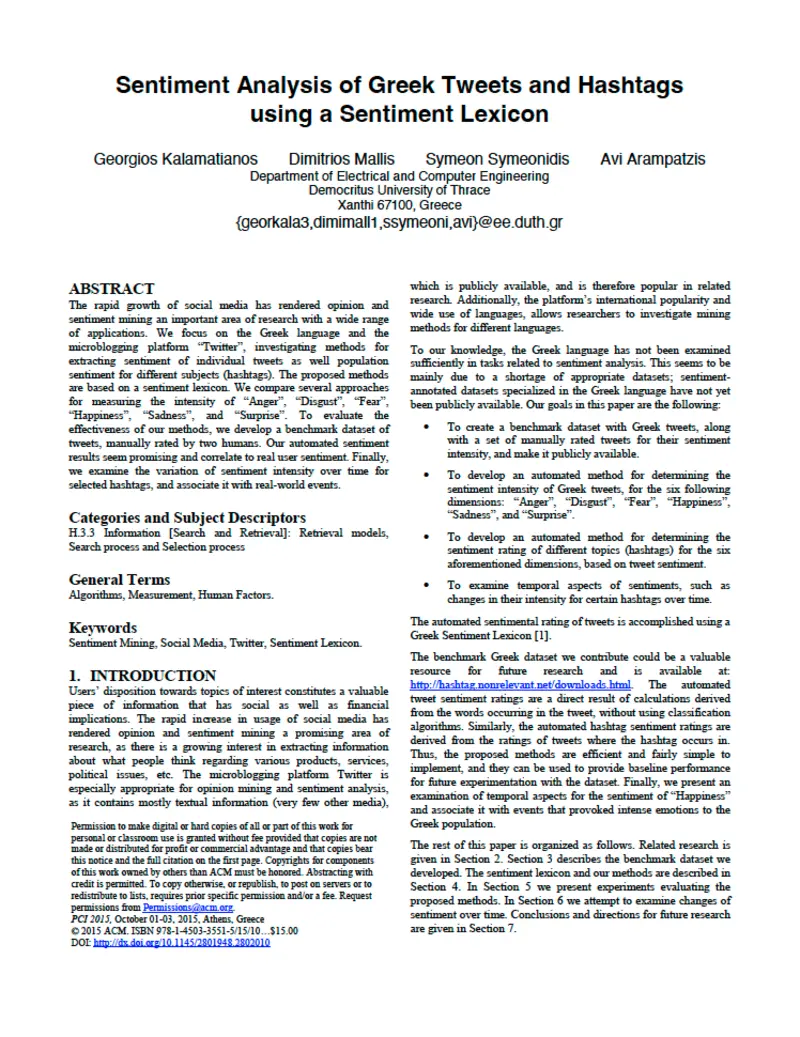 Sentiment Analysis of Greek Tweets and Hashtags
using a Sentiment Lexicon
Georgios Kalamatianos Dimitrios Mallis Symeon Symeonidis Avi Arampatzis
Department of Electrical and Computer Engineering
Democritus University of Thrace
Xanthi 67100, Greece
{georkala3,dimimall1,ssymeoni,avi}@ee.duth.gr
ABSTRACT
The rapid growth of social media has rendered opinion and
sentiment mining an important area of research with a wide range
of applications. We focus on the Greek language and the
microblogging platform “Twitter”, investigating methods for
extracting sentiment of individual tweets as well population
sentiment for different subjects (hashtags). The proposed methods
are based on a sentiment lexicon. We compare several approaches
for measuring the intensity of “Anger”, “Disgust”, “Fear”,
“Happiness”, “Sadness”, and “Surprise”. To evaluate the
effectiveness of our methods, we develop a benchmark dataset of
tweets, manually rated by two humans. Our automated sentiment
results seem promising and correlate to real user sentiment. Finally,
we examine the variation of sentiment intensity over time for
selected hashtags, and associate it with real-world events.
Categories and Subject Descriptors
H.3.3 Information [Search and Retrieval]: Retrieval models,
Search process and Selection process
General Terms
Algorithms, Measurement, Human Factors.
Keywords
Sentiment Mining, Social Media, Twitter, Sentiment Lexicon.
1. INTRODUCTION
Users’ disposition towards topics of interest constitutes a valuable
piece of information that has social as well as financial
implications. The rapid increase in usage of social media has
rendered opinion and sentiment mining a promising area of
research, as there is a growing interest in extracting information
about what people think regarding various products, services,
political issues, etc. The microblogging platform Twitter is
especially appropriate for opinion mining and sentiment analysis,
as it contains mostly textual information (very few other media),
Permission to make digital or hard copies of all or part of this work for
personal or classroom use is granted without fee provided that copies are not
made or distributed for profit or commercial advantage and that copies bear
this notice and the full citation on the first page. Copyrights for components
of this work owned by others than ACM must be honored. Abstracting with
credit is permitted. To copy otherwise, or republish, to post on servers or to
redistribute to lists, requires prior specific permission and/or a fee. Request
permissions from Permissions@acm.org.
PCI 2015, October 01-03, 2015, Athens, Greece
© 2015 ACM. ISBN 978-1-4503-3551-5/15/10…$15.00
DOI: http://dx.doi.org/10.1145/2801948.2802010
which is publicly available, and is therefore popular in related
research. Additionally, the platform’s international popularity and
wide use of languages, allows researchers to investigate mining
methods for different languages.
To our knowledge, the Greek language has not been examined
sufficiently in tasks related to sentiment analysis. This seems to be
mainly due to a shortage of appropriate datasets; sentiment-
annotated datasets specialized in the Greek language have not yet
been publicly available. Our goals in this paper are the following:
• To create a benchmark dataset with Greek tweets, along
with a set of manually rated tweets for their sentiment
intensity, and make it publicly available.
• To develop an automated method for determining the
sentiment intensity of Greek tweets, for the six following
dimensions: “Anger”, “Disgust”, “Fear”, “Happiness”,
“Sadness”, and “Surprise”.
• To develop an automated method for determining the
sentiment rating of different topics (hashtags) for the six
aforementioned dimensions, based on tweet sentiment.
• To examine temporal aspects of sentiments, such as
changes in their intensity for certain hashtags over time.
The automated sentimental rating of tweets is accomplished using a
Greek Sentiment Lexicon [1].
The benchmark Greek dataset we contribute could be a valuable
resource for future research and is available at:
http://hashtag.nonrelevant.net/downloads.html. The automated
tweet sentiment ratings are a direct result of calculations derived
from the words occurring in the tweet, without using classification
algorithms. Similarly, the automated hashtag sentiment ratings are
derived from the ratings of tweets where the hashtag occurs in.
Thus, the proposed methods are efficient and fairly simple to
implement, and they can be used to provide baseline performance
for future experimentation with the dataset. Finally, we present an
examination of temporal aspects for the sentiment of “Happiness”
and associate it with events that provoked intense emotions to the
Greek population.
The rest of this paper is organized as follows. Related research is
given in Section 2. Section 3 describes the benchmark dataset we
developed. The sentiment lexicon and our methods are described in
Section 4. In Section 5 we present experiments evaluating the
proposed methods. In Section 6 we attempt to examine changes of
sentiment over time. Conclusions and directions for future research
are given in Section 7.